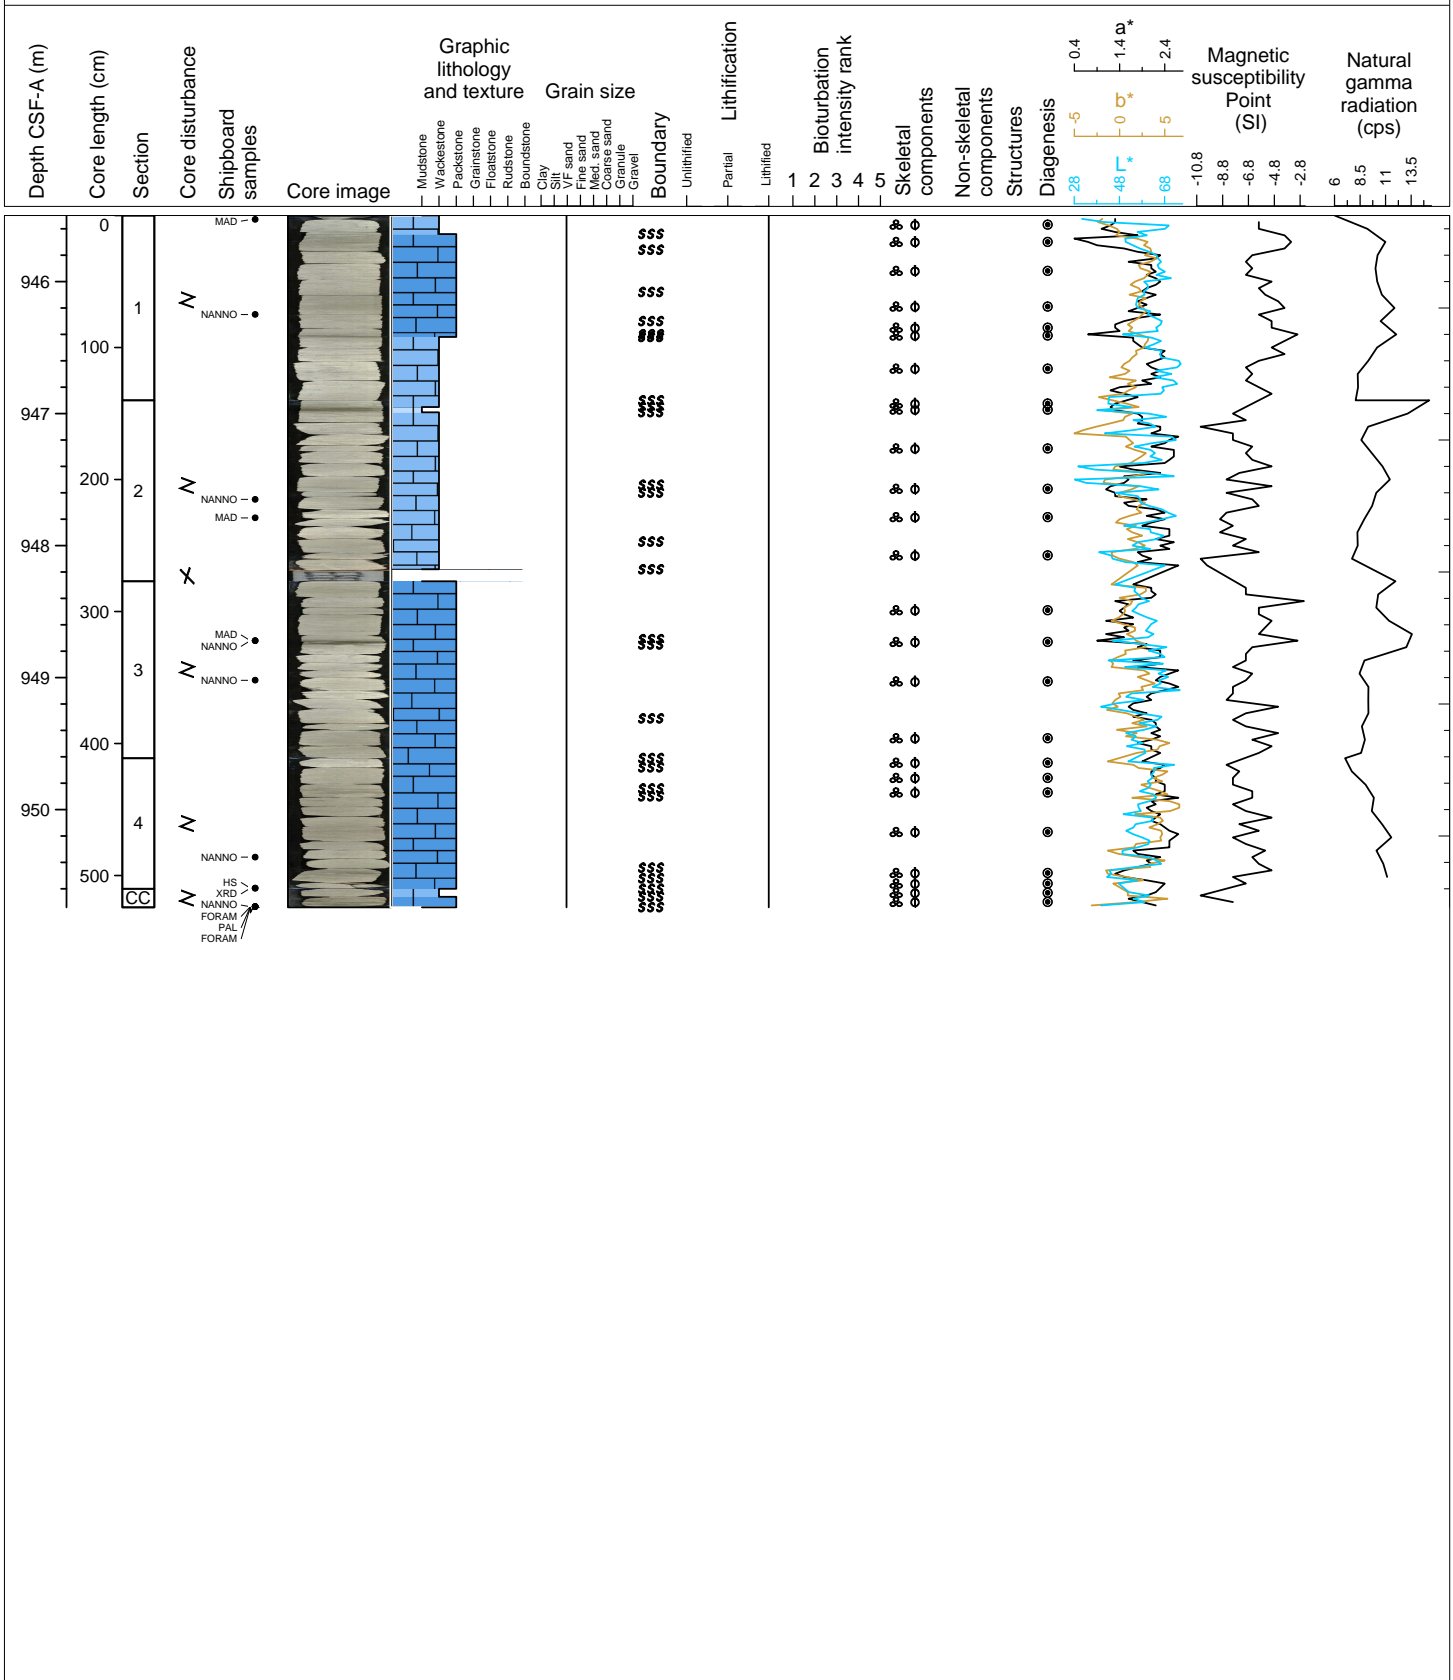 Depth CSF-A (m)
Core length (cm)
Section
Core disturbance
Shipboard
samples
Core image
Graphic
lithology
and texture
Mudstone
Wackestone
Packstone
Grainstone
Floatstone
Rudstone
Boundstone
Grain size
Clay
Silt
VF sand
Fine sand
Med. sand
Coarse sand
Granule
Gravel
Boundary
Lithification
Unlithified
Partial
Lithified
Bioturbation
intensity rank
1 2 3 4 5
Skeletal
components
Non-skeletal
components
Structures
Diagenesis
a*
0.4 1.4 2.4
b*
-5 0 5
L*
28 48 68
Magnetic
susceptibility
Point
(SI)
-10.8 -8.8 -6.8 -4.8 -2.8
Natural
gamma
radiation
(cps)
6 8.5 11 13.5
946
947
948
949
950
0
100
200
300
400
500
1
2
3
4
CC
MAD
NANNO
NANNO
MAD
MAD
NANNO
NANNO
NANNO
HS
XRD
NANNO
FORAM
PAL
FORAM